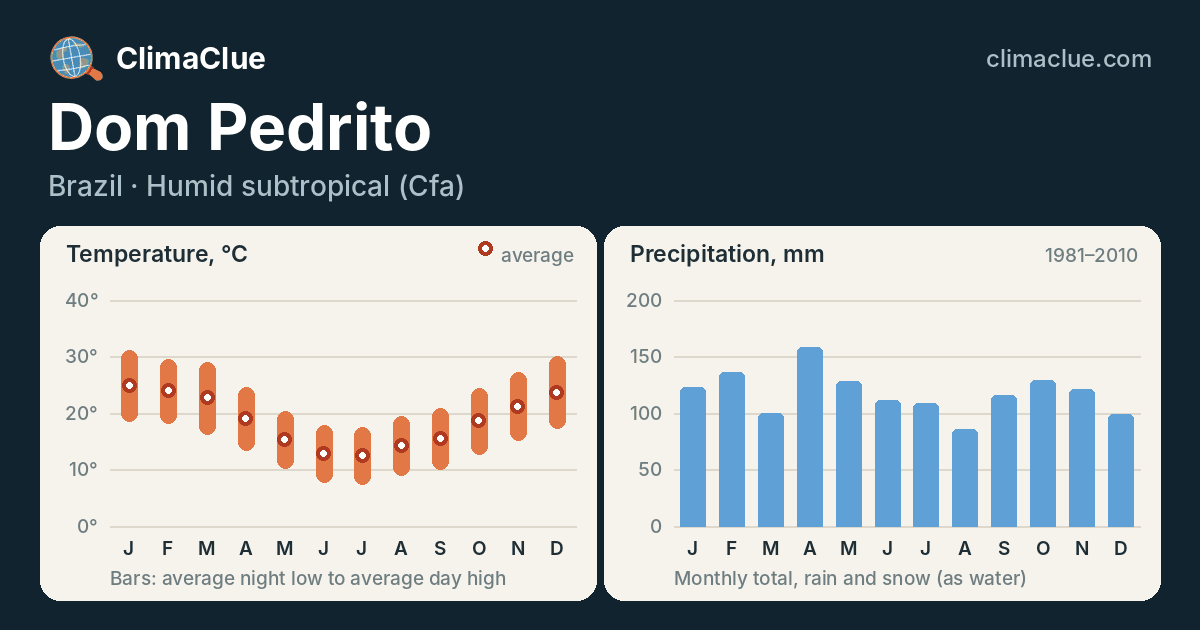 ClimaClue
climaclue.com
Dom Pedrito
Brazil · Humid subtropical (Cfa)
Temperature, °C
average
40°
30°
20°
10°
0°
J F M A M J J A S O N D
Bars: average night low to average day high
Precipitation, mm
1981–2010
200
150
100
50
0
J F M A M J J A S O N D
Monthly total, rain and snow (as water)